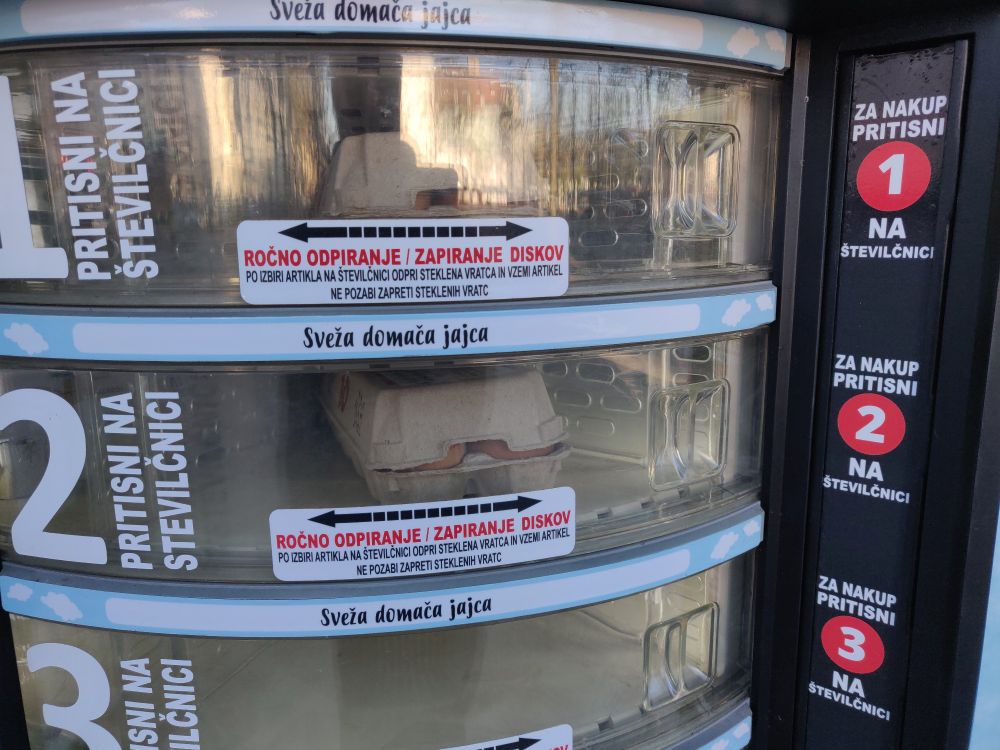 Sveža domača jajca
1
PRITISNI NA
ŠTEVILČNICI
ROČNO ODPIRANJE / ZAPIRANJE DISKOV
PO IZBIRI ARTIKLA NA ŠTEVILČNICI ODPRI STEKLENA VRATCA IN VZEMI ARTIKEL
NE POZABI ZAPRETI STEKLENIH VRATC
Sveža domača jajca
2
PRITISNI NA
ŠTEVILČNICI
ROČNO ODPIRANJE / ZAPIRANJE DISKOV
PO IZBIRI ARTIKLA NA ŠTEVILČNICI ODPRI STEKLENA VRATCA IN VZEMI ARTIKEL
NE POZABI ZAPRETI STEKLENIH VRATC
Sveža domača jajca
3
ZA NAKUP
PRITISNI
1
NA
ŠTEVILČNICI
ZA NAKUP
PRITISNI
2
NA
ŠTEVILČNICI
ZA NAKUP
PRITISNI
3
NA
ŠTEVILČNICI